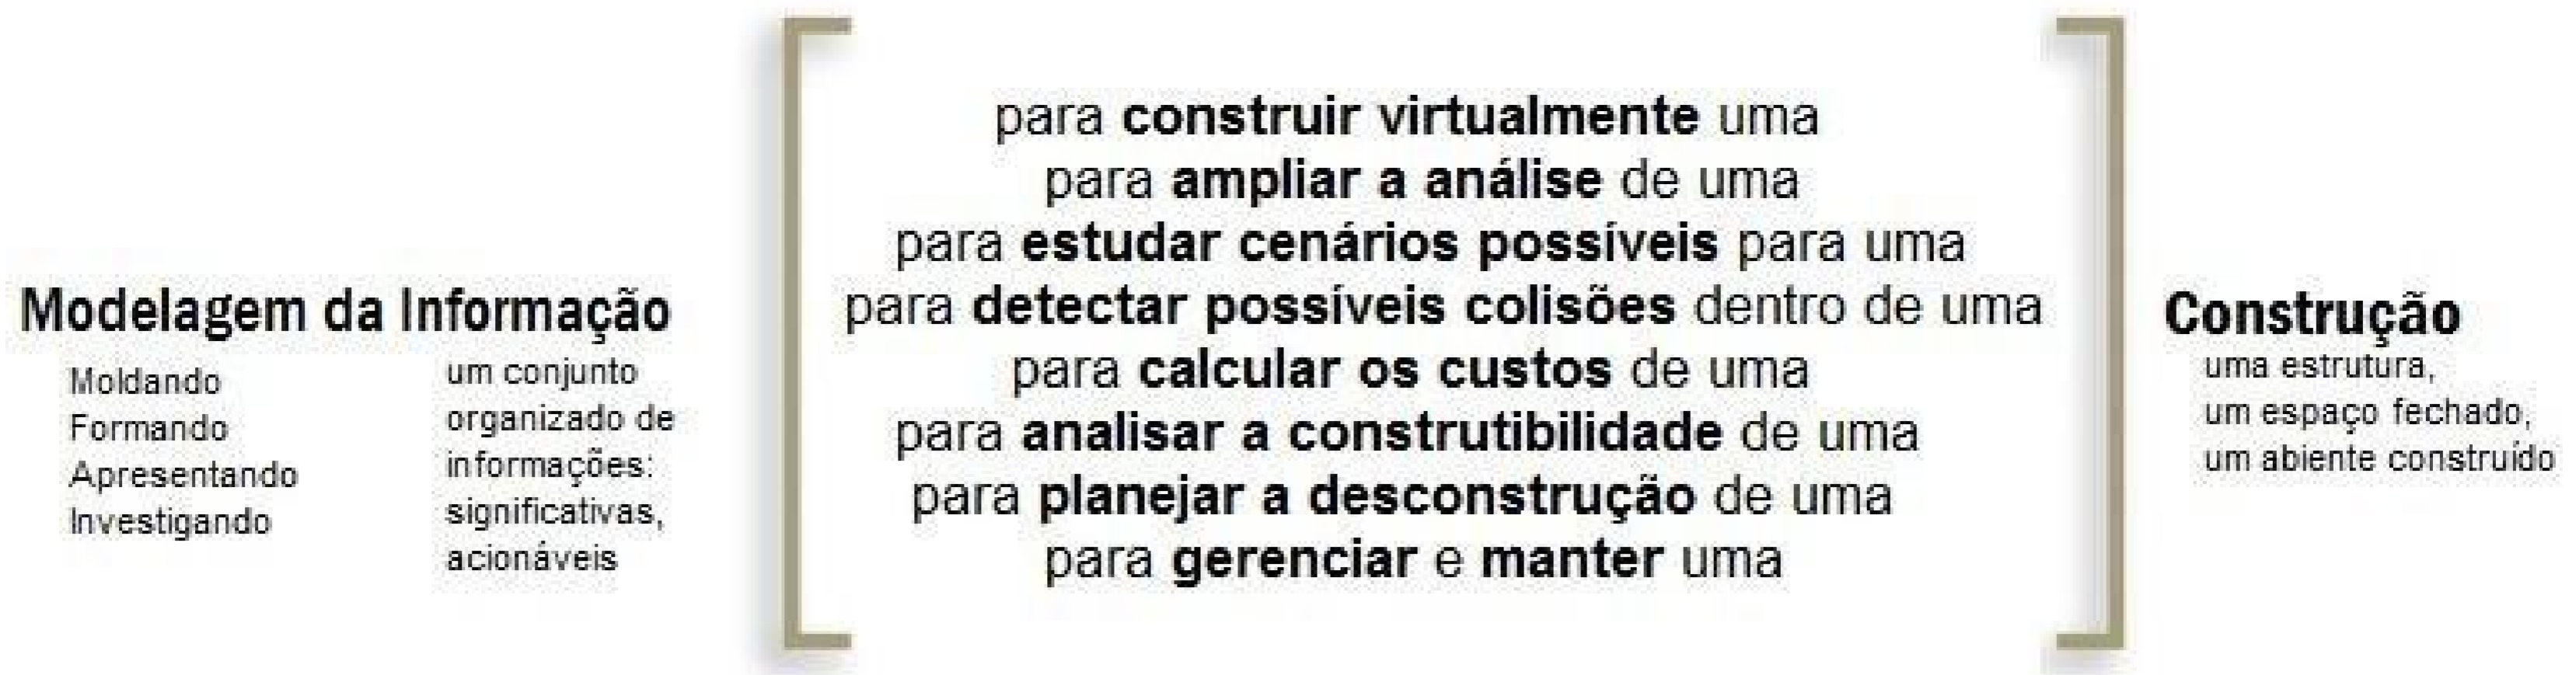 Modelagem da Informação
Moldando
Formando
Apresentando
Investigando
um conjunto
organizado de
informações:
significativas,
acionáveis
para construir virtualmente uma
para ampliar a análise de uma
para estudar cenários possíveis para uma
para detectar possíveis colisões dentro de uma
para calcular os custos de uma
para analisar a construtibilidade de uma
para planejar a desconstrução de uma
para gerenciar e manter uma
Construção
uma estrutura,
um espaço fechado,
um abiente construído